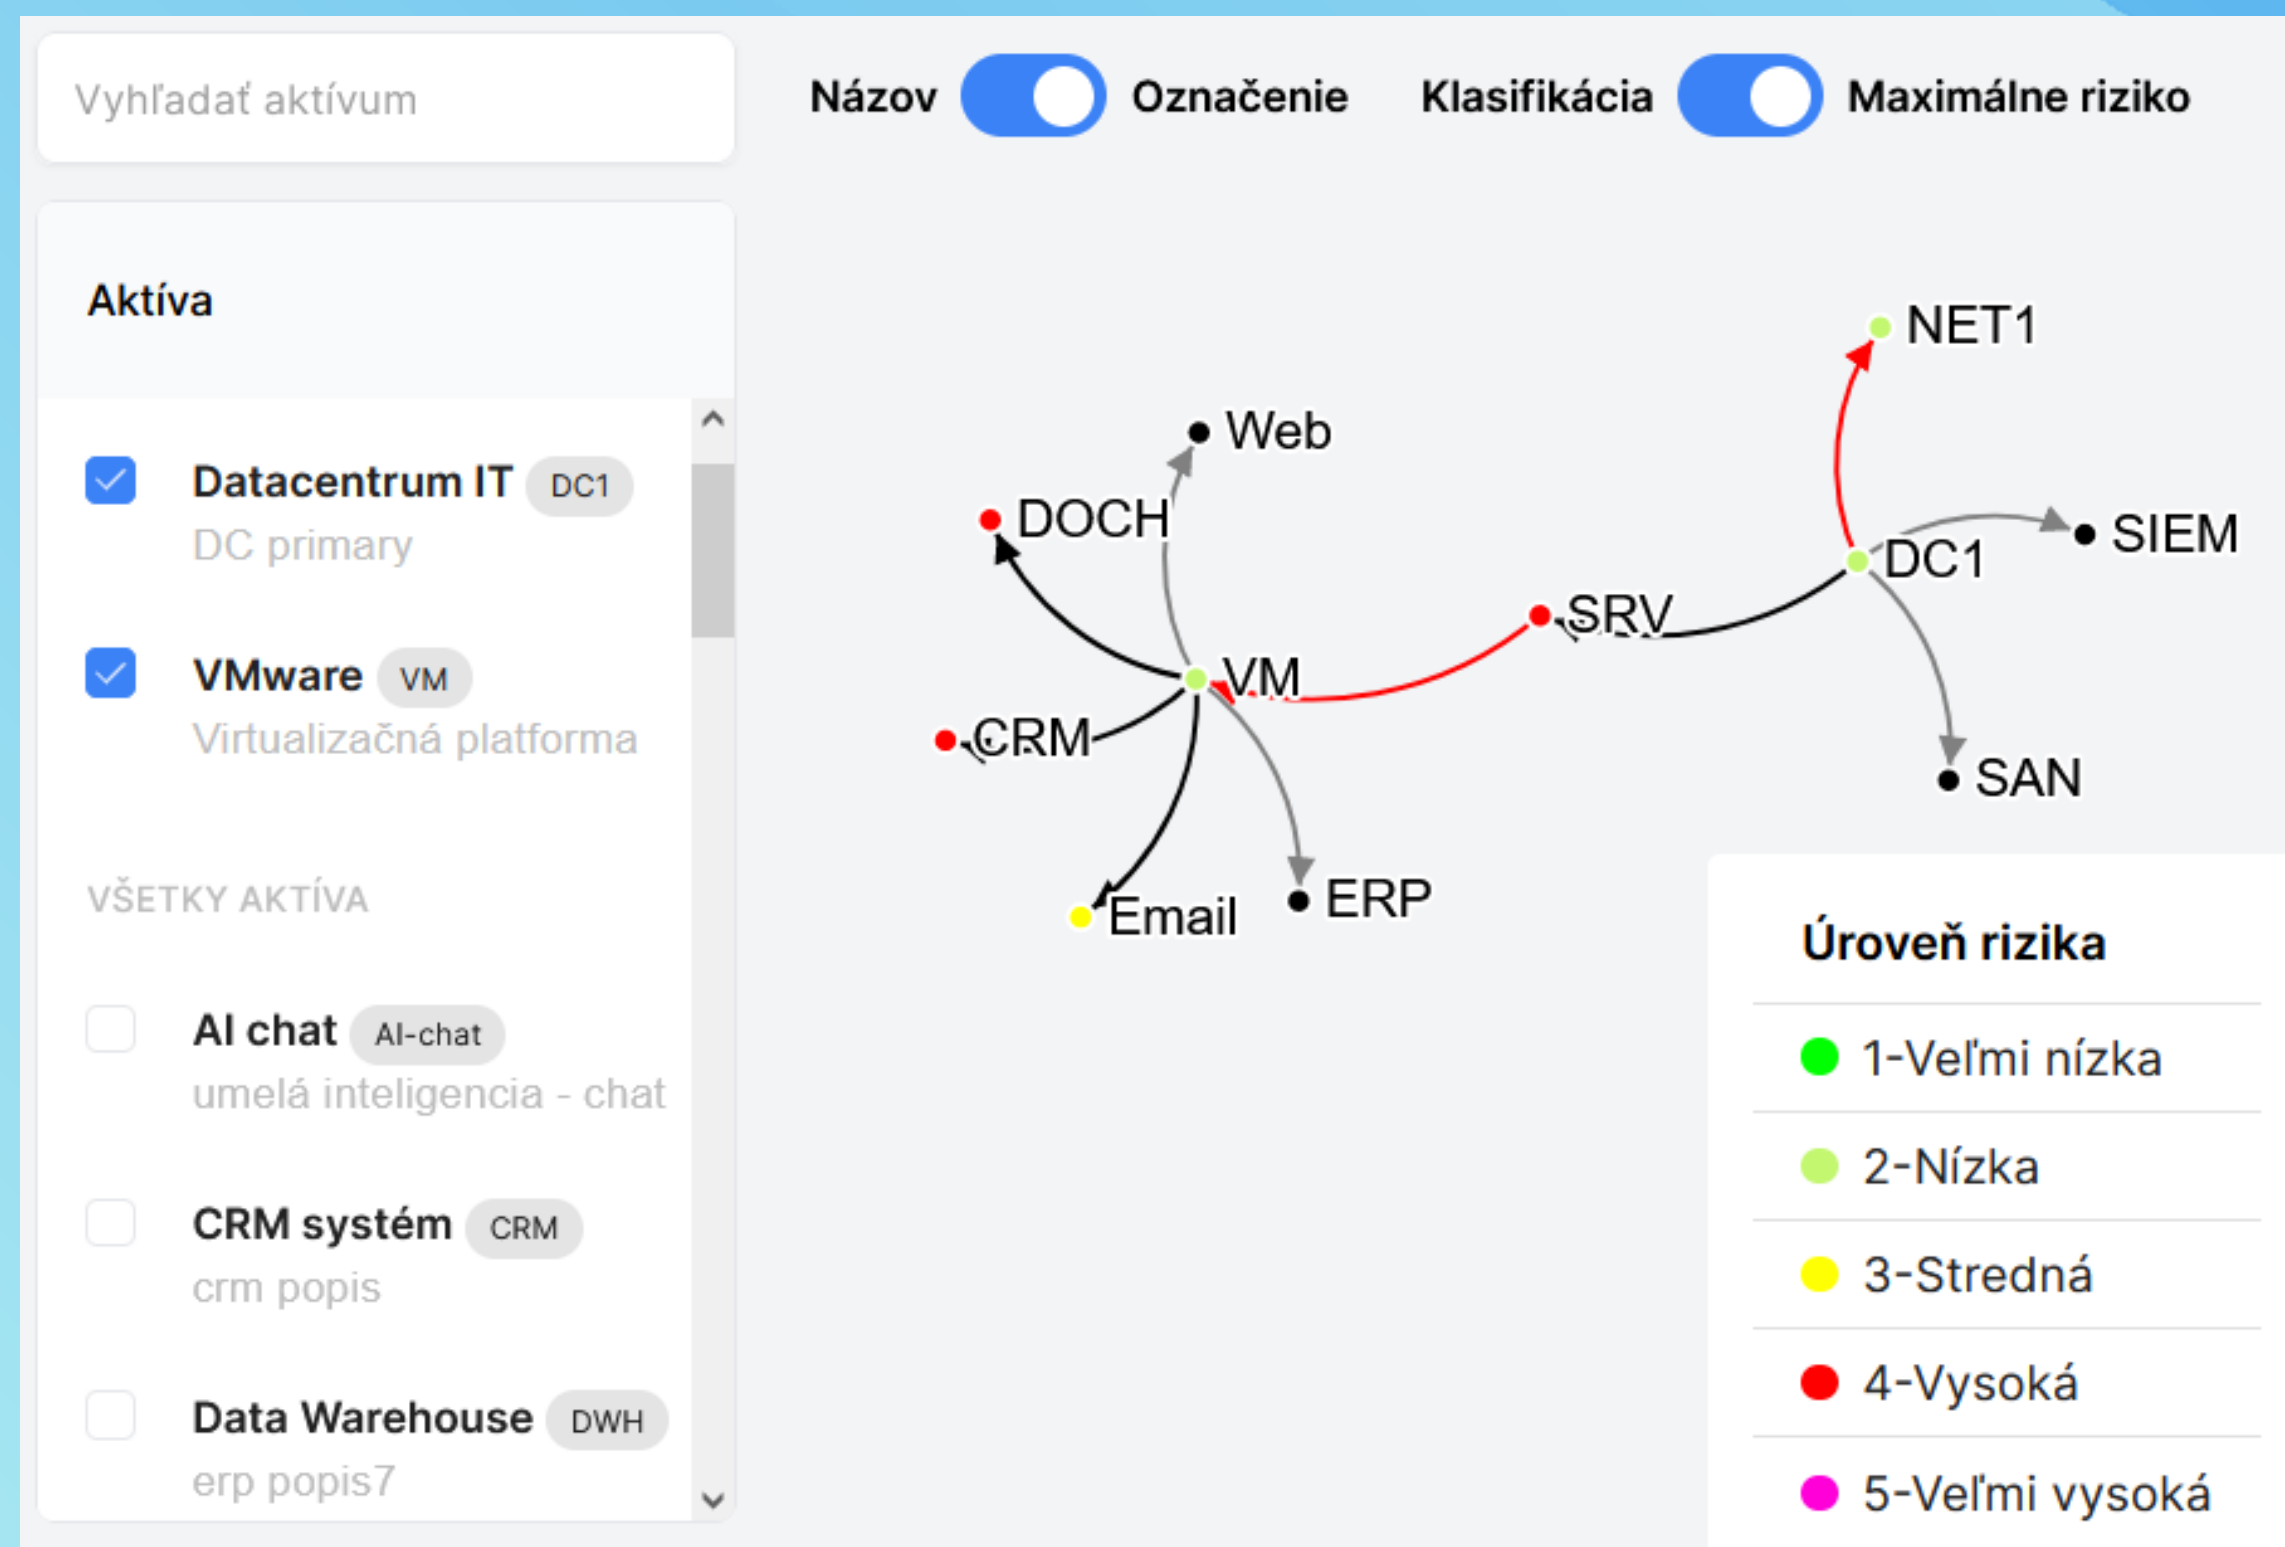 Vyhľadať aktívum
Názov Označenie Klasifikácia Maximálne riziko
Aktíva
Datacentrum IT DC1
DC primary
VMware VM
Virtualizačná platforma
VŠETKY AKTÍVA
AI chat AI-chat
umelá inteligencia - chat
CRM systém CRM
crm popis
Data Warehouse DWH
erp popis7
NET1
Web
DOCH
SIEM
DC1
SRV
VM
CRM
SAN
ERP
Email
Úroveň rizika
1-Veľmi nízka
2-Nízka
3-Stredná
4-Vysoká
5-Veľmi vysoká